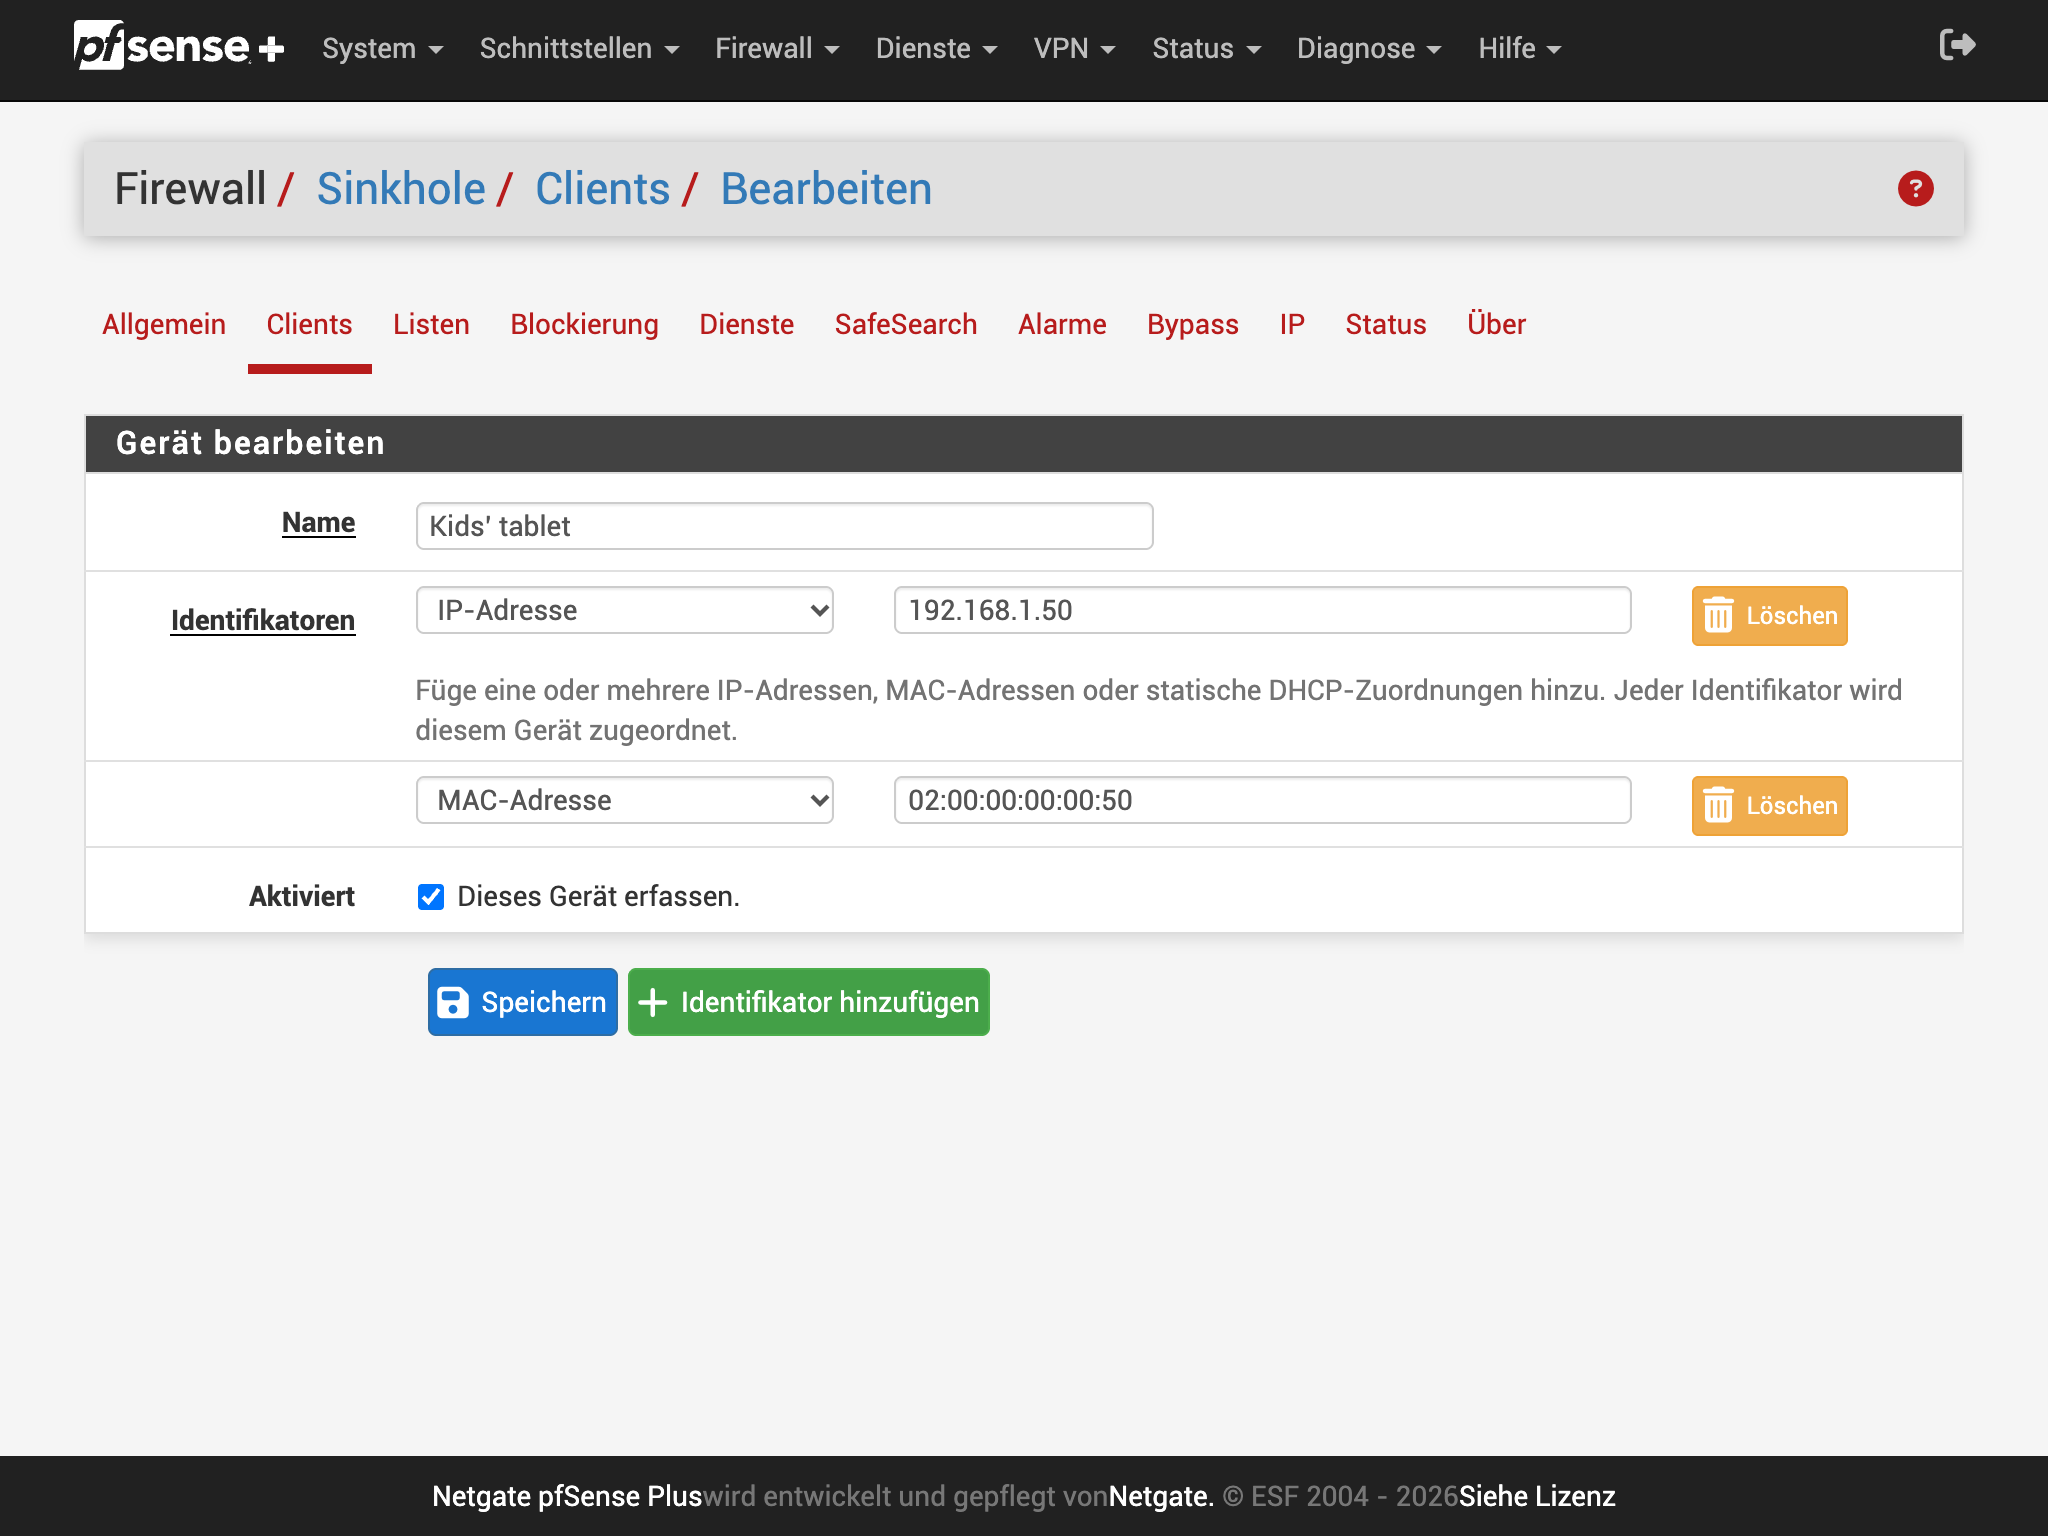 pfsense+ System Schnittstellen Firewall Dienste VPN Status Diagnose Hilfe
Firewall/ Sinkhole/ Clients/ Bearbeiten ?
Allgemein Clients Listen Blockierung Dienste SafeSearch Alarme Bypass IP Status Über
Gerät bearbeiten
Name Kids' tablet
Identifikatoren IP-Adresse 192.168.1.50 Löschen
Füge eine oder mehrere IP-Adressen, MAC-Adressen oder statische DHCP-Zuordnungen hinzu. Jeder Identifikator wird
diesem Gerät zugeordnet.
MAC-Adresse 02:00:00:00:00:50 Löschen
Aktiviert Dieses Gerät erfassen.
Speichern Identifikator hinzufügen
Netgate pfSense Pluswird entwickelt und gepflegt vonNetgate. © ESF 2004 - 2026Siehe Lizenz